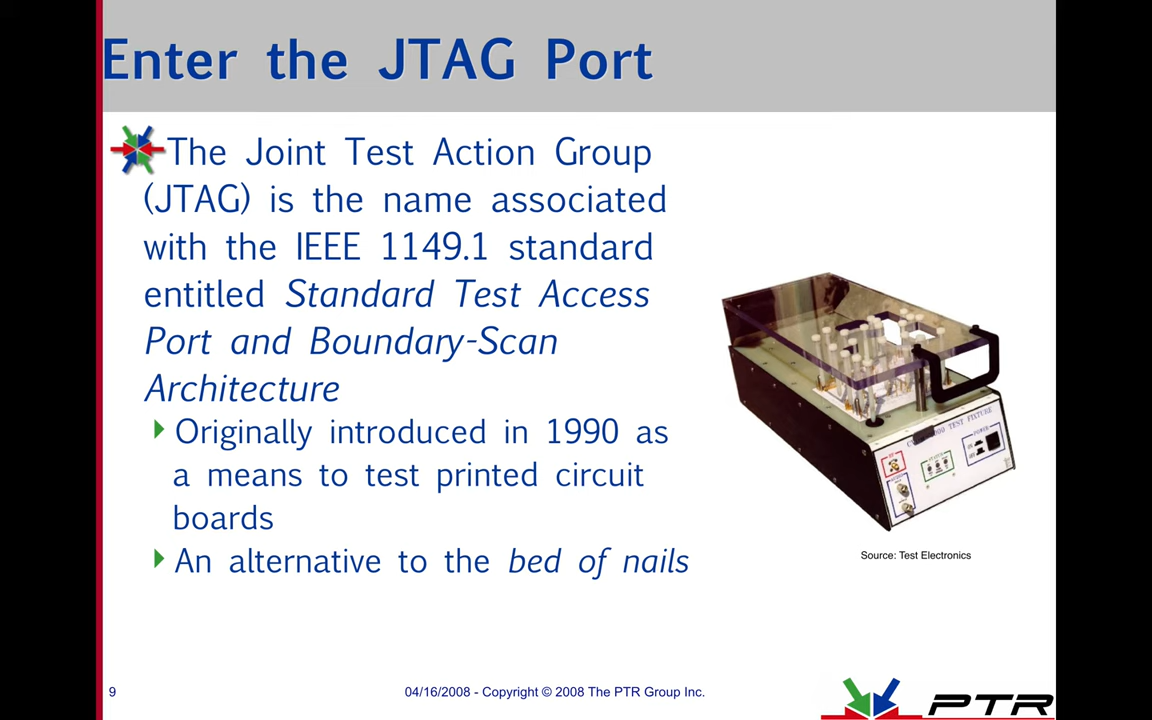 Enter the JTAG Port
The Joint Test Action Group
(JTAG) is the name associated
with the IEEE 1149.1 standard
entitled Standard Test Access
Port and Boundary-Scan
Architecture
Originally introduced in 1990 as
a means to test printed circuit
boards
An alternative to the bed of nails
TEST FIXTURE
POWER
Source: Test Electronics
9
04/16/2008 - Copyright © 2008 The PTR Group Inc.
PTR